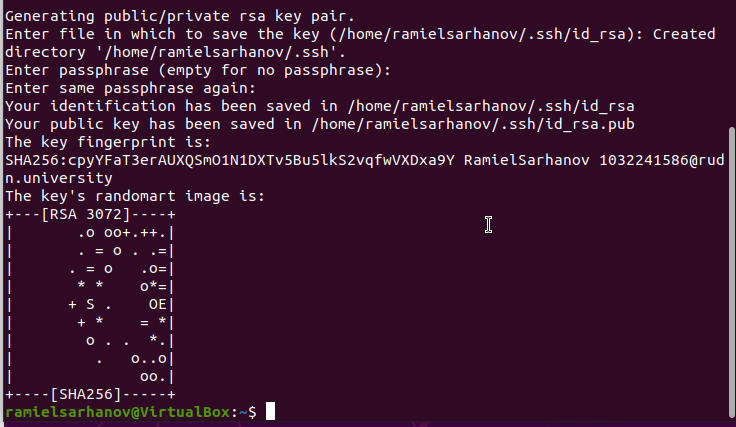 Generating public/private rsa key pair.
Enter file in which to save the key (/home/ramielsarhanov/.ssh/id_rsa): Created
directory '/home/ramielsarhanov/.ssh'.
Enter passphrase (empty for no passphrase):
Enter same passphrase again:
Your identification has been saved in /home/ramielsarhanov/.ssh/id_rsa
Your public key has been saved in /home/ramielsarhanov/.ssh/id_rsa.pub
The key fingerprint is:
SHA256:cpyYFaT3erAUXQSmO1N1DXTv5Bu5lkS2vqfwVXDxa9Y RamielSarhanov 1032241586@rud
n.university
The key's randomart image is:
+---[RSA 3072]----+
|       .o oo+.++.|
|       . = o . .=|
|      . = o   .o=|
|       * *    o*=|
|      + S .    OE|
|       + *    = *|
|        o . .  *.|
|         .   o..o|
|              oo.|
+----[SHA256]-----+
ramielsarhanov@VirtualBox:~$